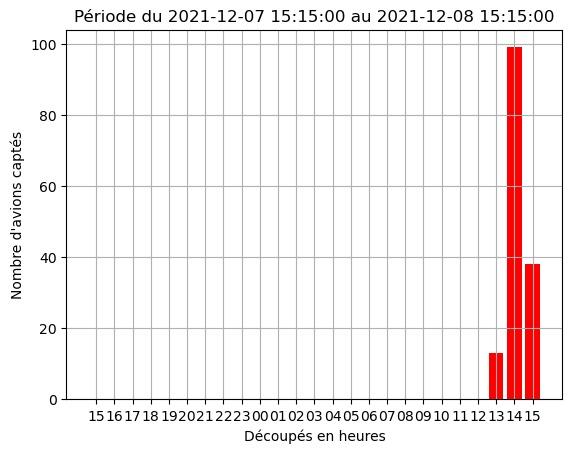 Période du 2021-12-07 15:15:00 au 2021-12-08 15:15:00
100
80
60
40
20
0
Nombre d'avions captés
15 16 17 18 19 20 21 22 23 00 01 02 03 04 05 06 07 08 09 10 11 12 13 14 15
Découpés en heures